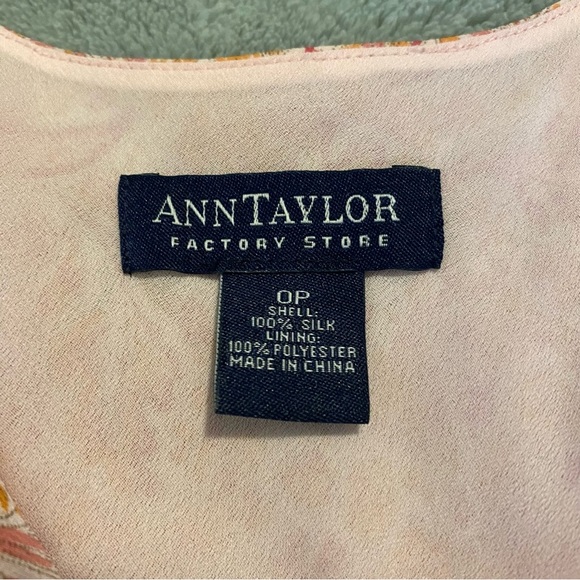 ANNTAYLOR
FACTORY STORE
0P
SHELL:
100% SILK
LINING:
100% POLYESTER
MADE IN CHINA